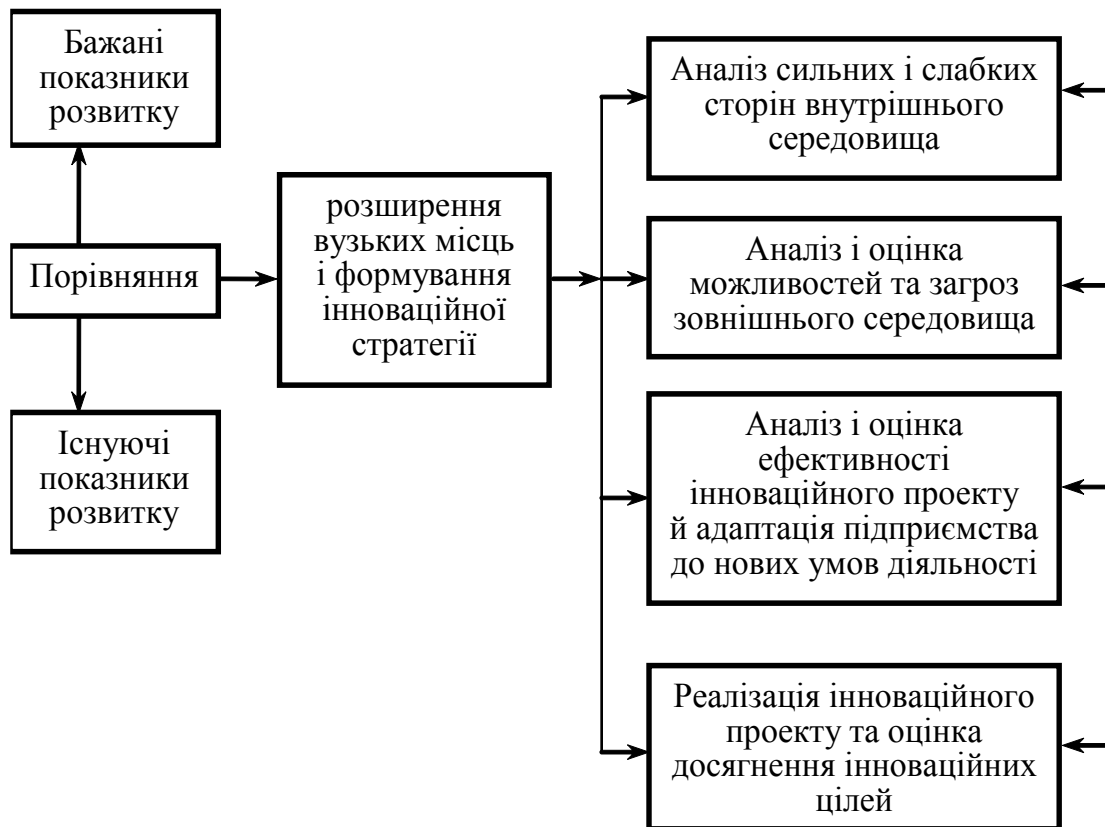 Бажані
показники
розвитку
Порівняння
Існуючі
показники
розвитку
розширення
вузьких місць
і формування
інноваційної
стратегії
Аналіз сильних і слабких
сторін внутрішнього
середовища
Аналіз і оцінка
можливостей та загроз
зовнішнього середовища
Аналіз і оцінка
ефективності
інноваційного проекту
й адаптація підприємства
до нових умов діяльності
Реалізація інноваційного
проекту та оцінка
досягнення інноваційних
цілей